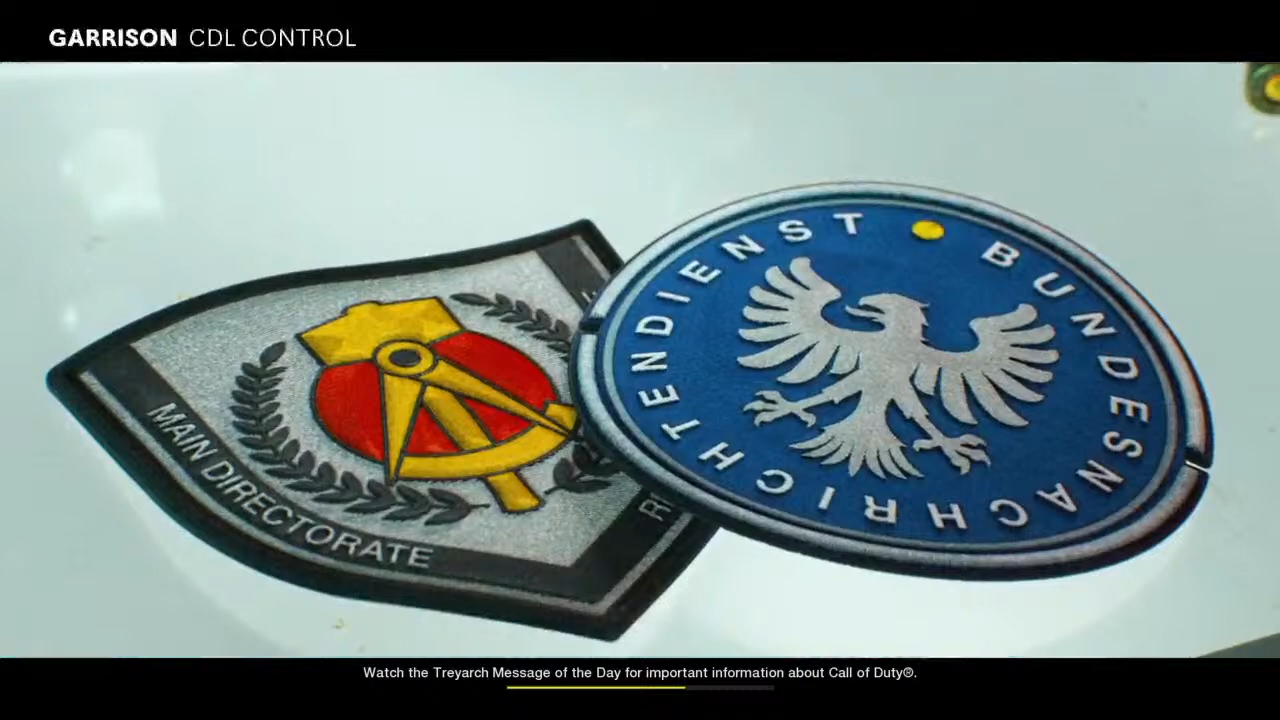 GARRISON CDL CONTROL
BUNDESNACHRICHTENDIENST
MAIN DIRECTORATE
Watch the Treyarch Message of the Day for important information about Call of Duty®.